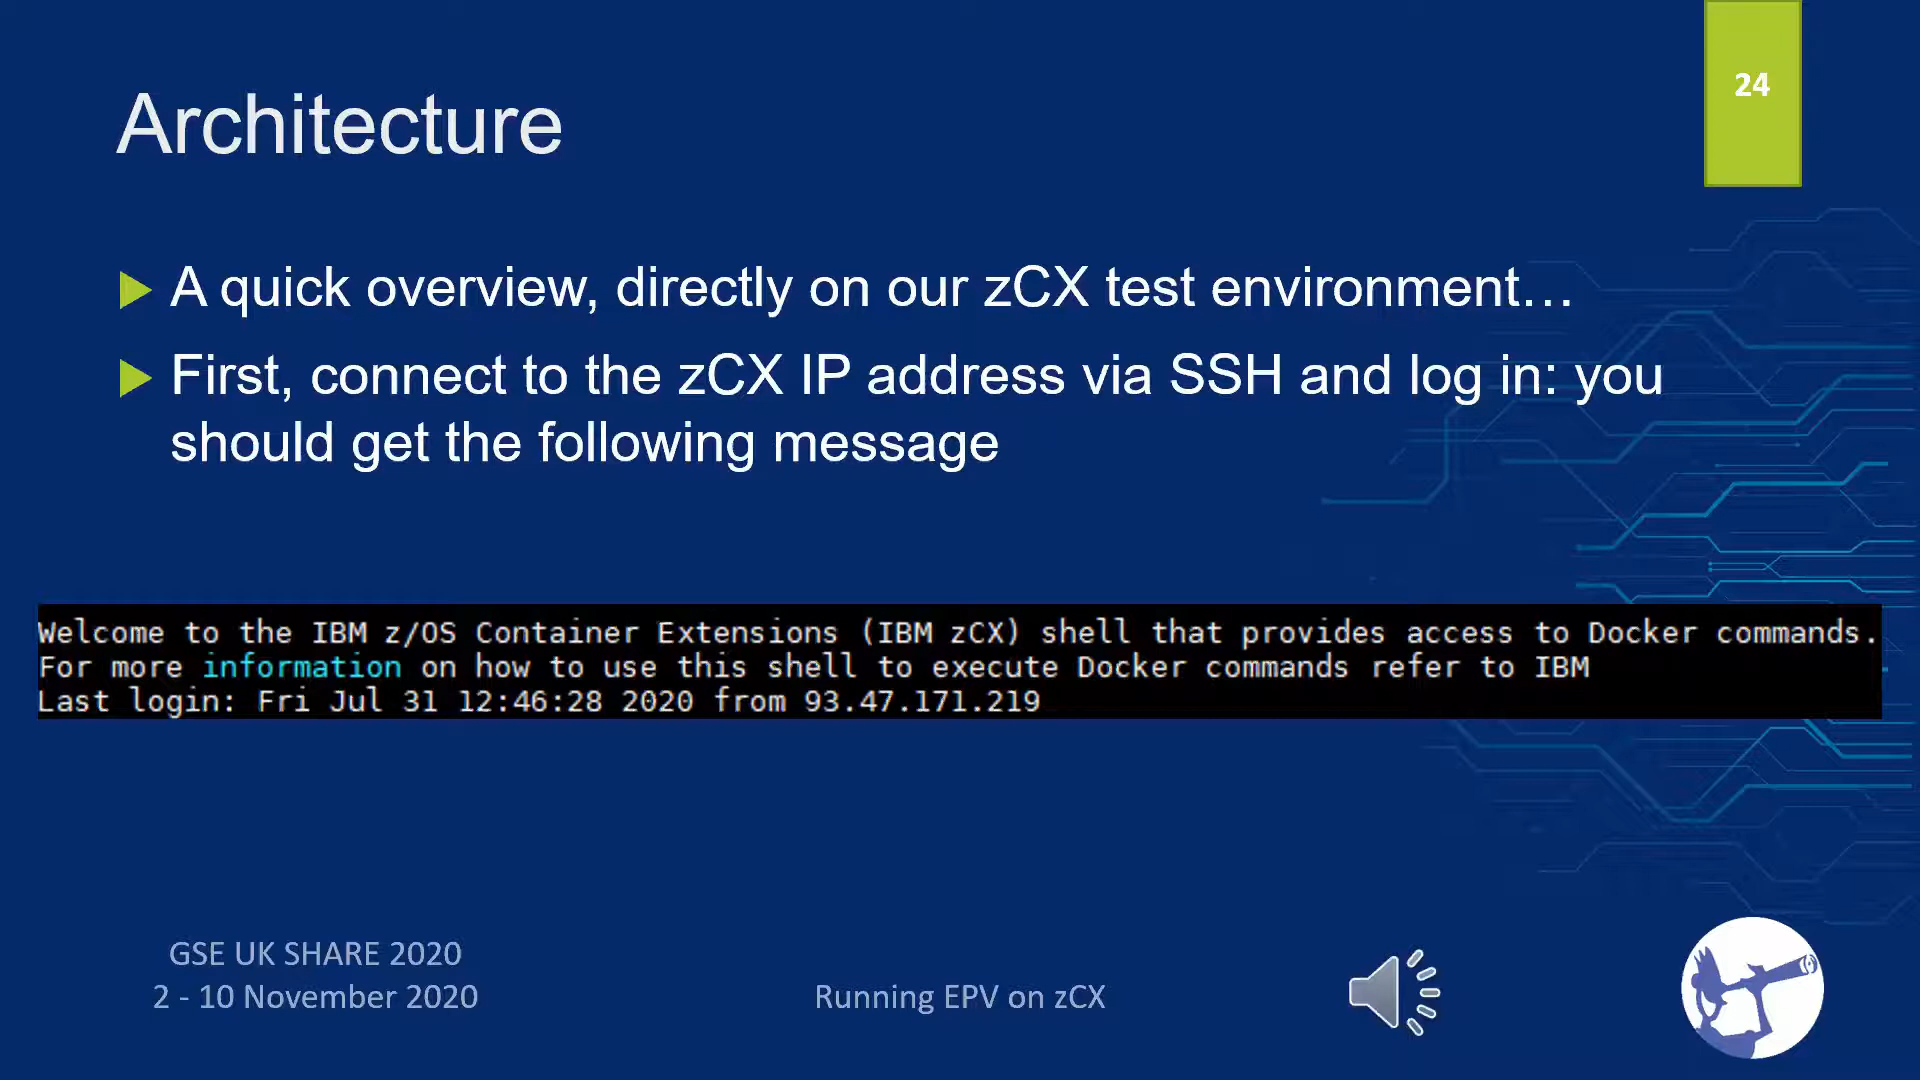 24
Architecture
A quick overview, directly on our zCX test environment…
First, connect to the zCX IP address via SSH and log in: you
should get the following message
Welcome to the IBM z/OS Container Extensions (IBM zCX) shell that provides access to Docker commands.
For more information on how to use this shell to execute Docker commands refer to IBM
Last login: Fri Jul 31 12:46:28 2020 from 93.47.171.219
GSE UK SHARE 2020
2 - 10 November 2020
Running EPV on zCX